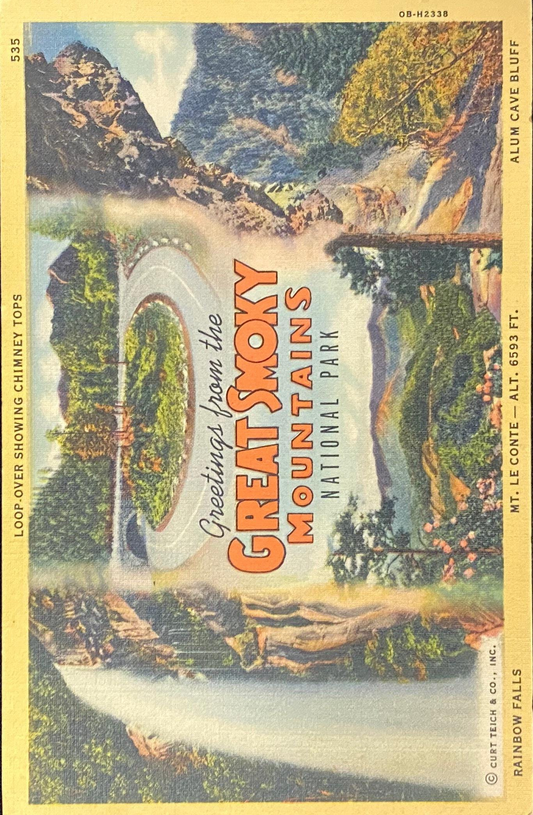 535
LOOP-OVER SHOWING CHIMNEY TOPS
OB-H2338
Greetings from the
GREAT SMOKY
MOUNTAINS
NATIONAL PARK
© CURT TEICH & CO., INC.
RAINBOW FALLS
MT. LE CONTE — ALT. 6593 FT.
ALUM CAVE BLUFF